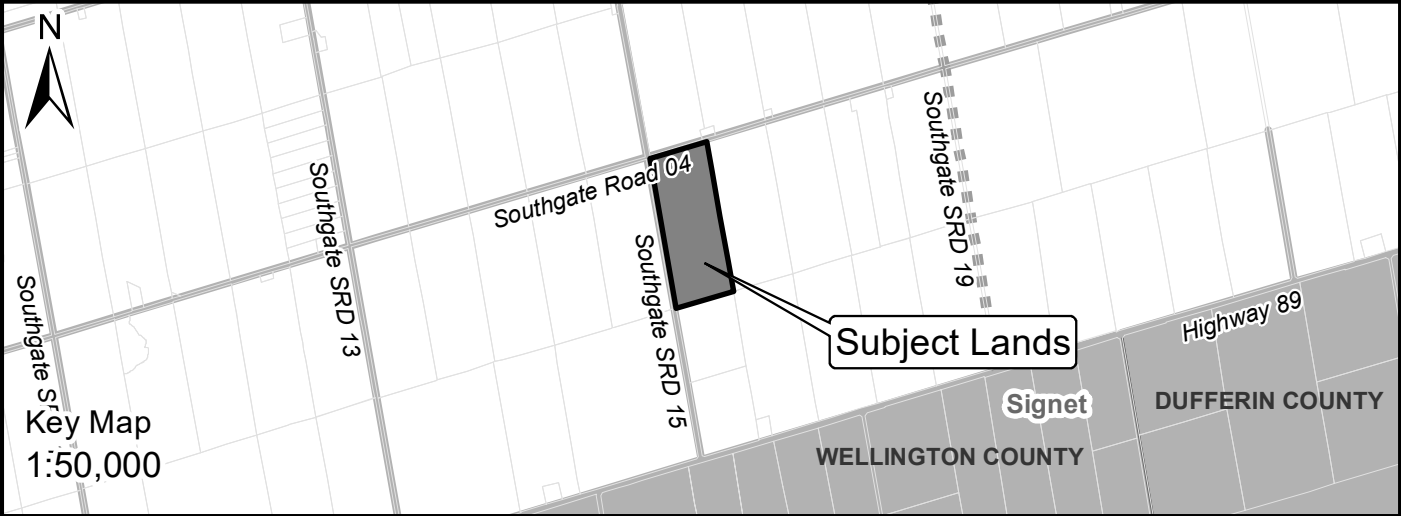 N
Southgate SRD 19
Southgate Road 04
Southgate SRD 13
Southgate SRD 15
Southgate
Highway 89
Subject Lands
Signet
DUFFERIN COUNTY
WELLINGTON COUNTY
Key Map
1:50,000